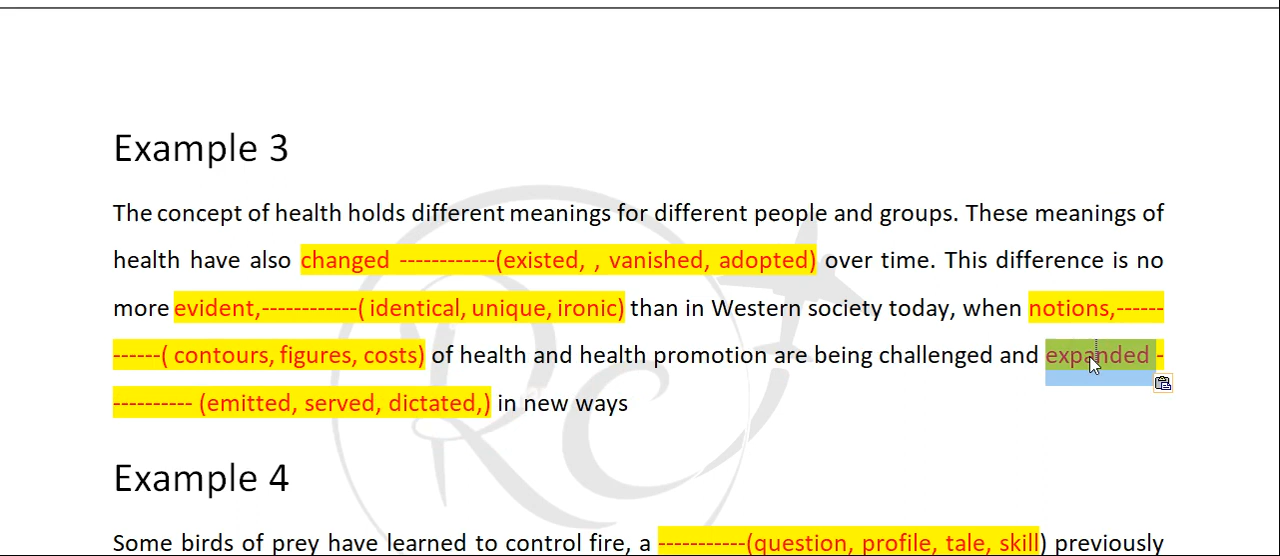 Example 3
The concept of health holds different meanings for different people and groups. These meanings of
health have also changed ------------(existed, , vanished, adopted) over time. This difference is no
more evident,------------( identical, unique, ironic) than in Western society today, when notions,------
------( contours, figures, costs) of health and health promotion are being challenged and expanded -
---------- (emitted, served, dictated,) in new ways
Example 4
Some birds of prey have learned to control fire, a -----------(question, profile, tale, skill) previously
RC